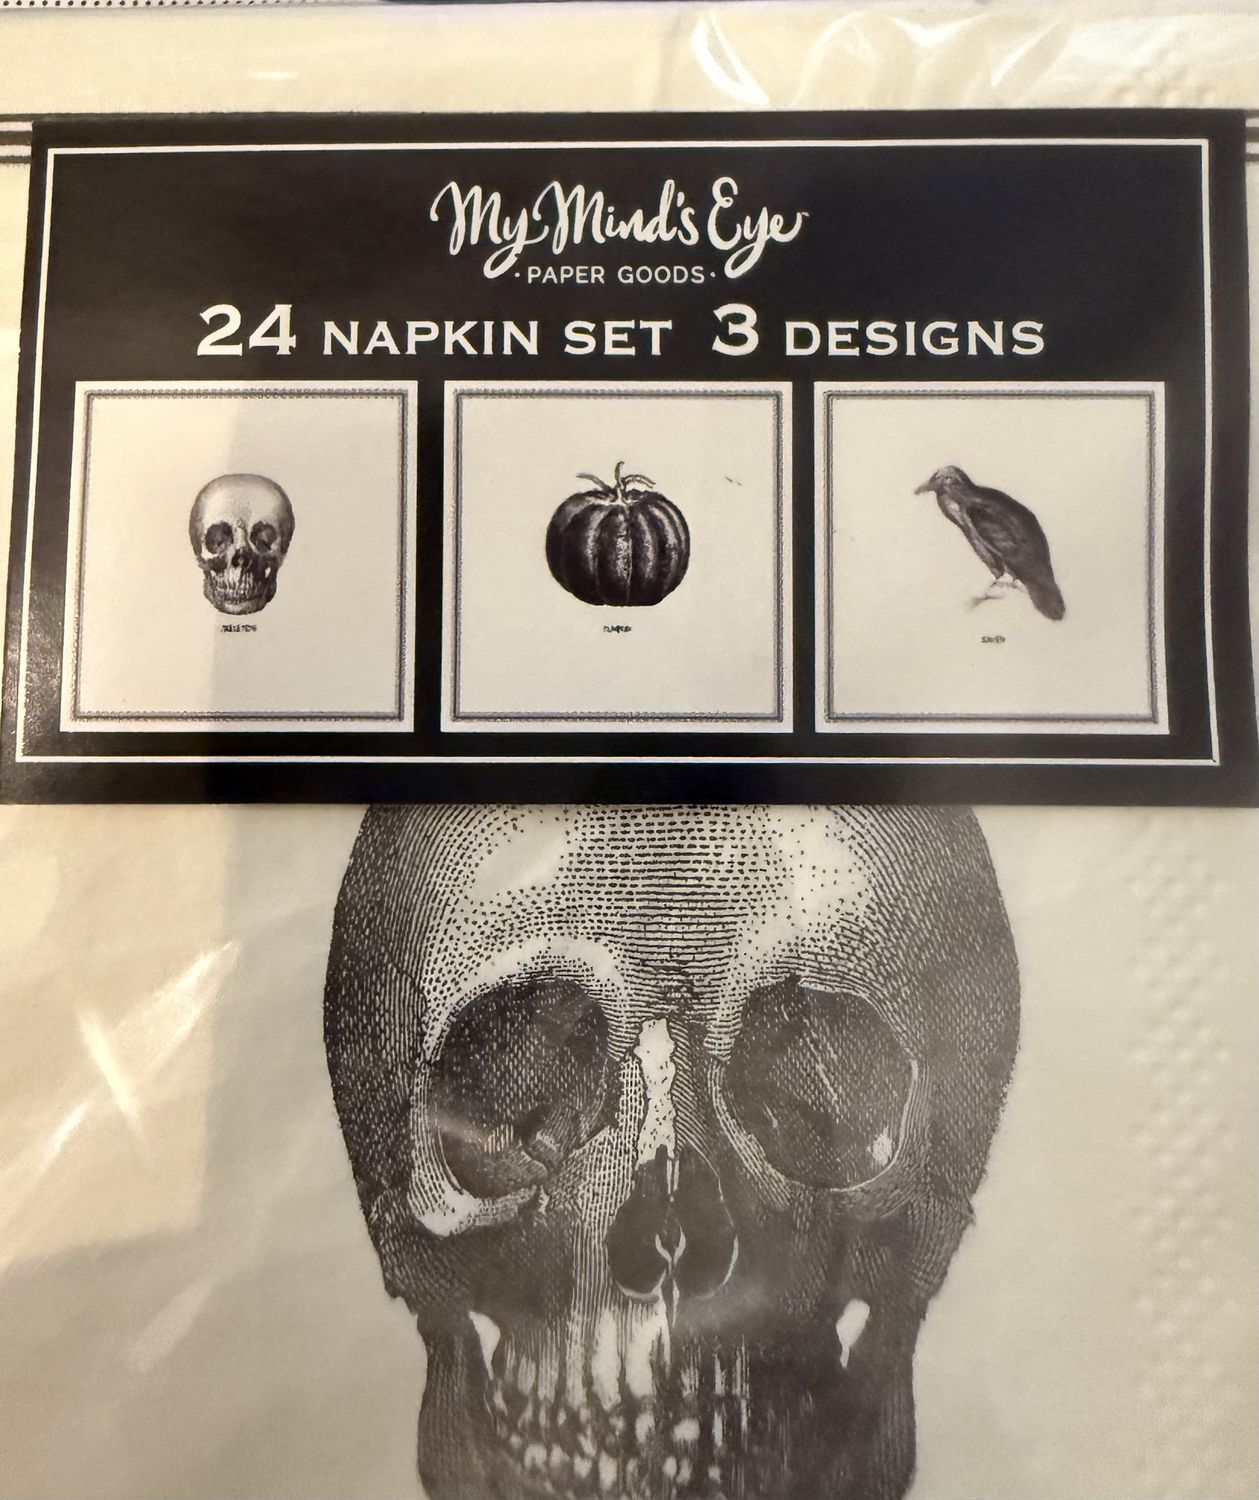 My Mind's Eye
· PAPER GOODS ·
24 NAPKIN SET 3 DESIGNS